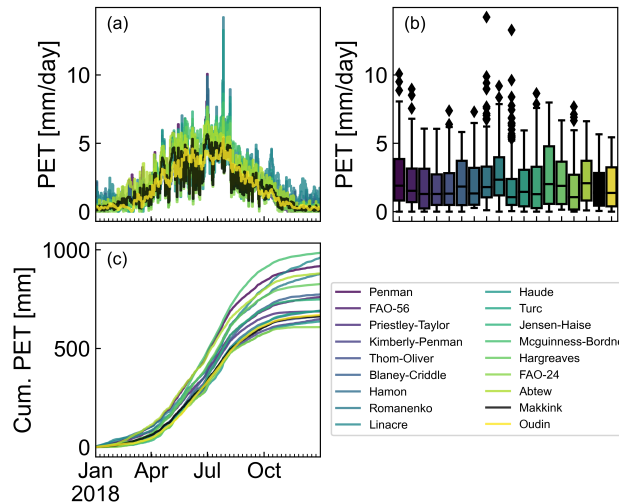 (a)
PET [mm/day]
10
5
0
(b)
PET [mm/day]
10
5
0
(c)
Cum. PET [mm]
1000
500
0
Jan
2018
Apr
Jul
Oct
Penman
FAO-56
Priestley-Taylor
Kimberly-Penman
Thom-Oliver
Blaney-Criddle
Hamon
Romanenko
Linacre
Haude
Turc
Jensen-Haise
Mcguinness-Bordne
Hargreaves
FAO-24
Abtew
Makkink
Oudin